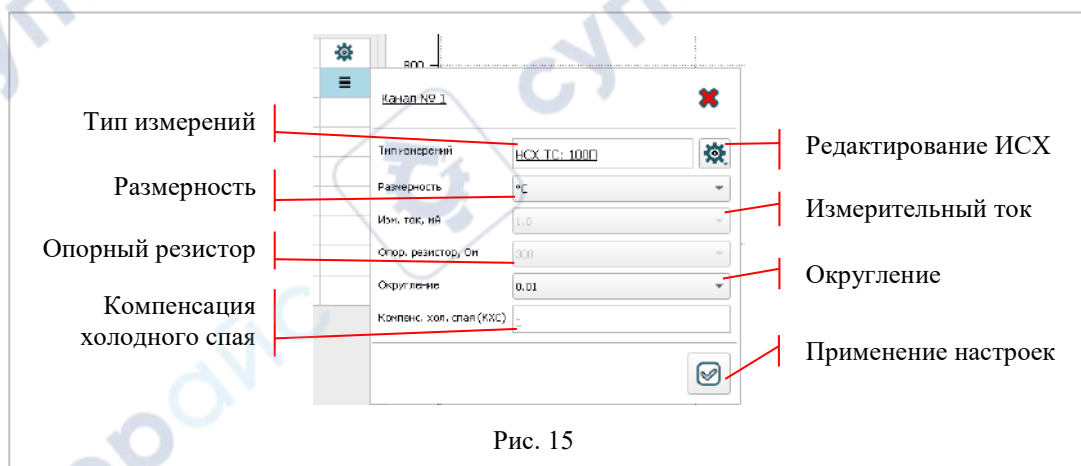 800
Канал № 1
Тип измерений
Тип измерений
НСХ ТС: 100П
Редактирование ИСХ
Размерность
Размерность
°C
Изм. ток, мА
1.0
Измерительный ток
Опорный резистор
Опор. резистор, Ом
300
Округление
0.01
Округление
Компенсация
холодного спая
Компенс. хол. спая (КХС)
-
Применение настроек
Рис. 15